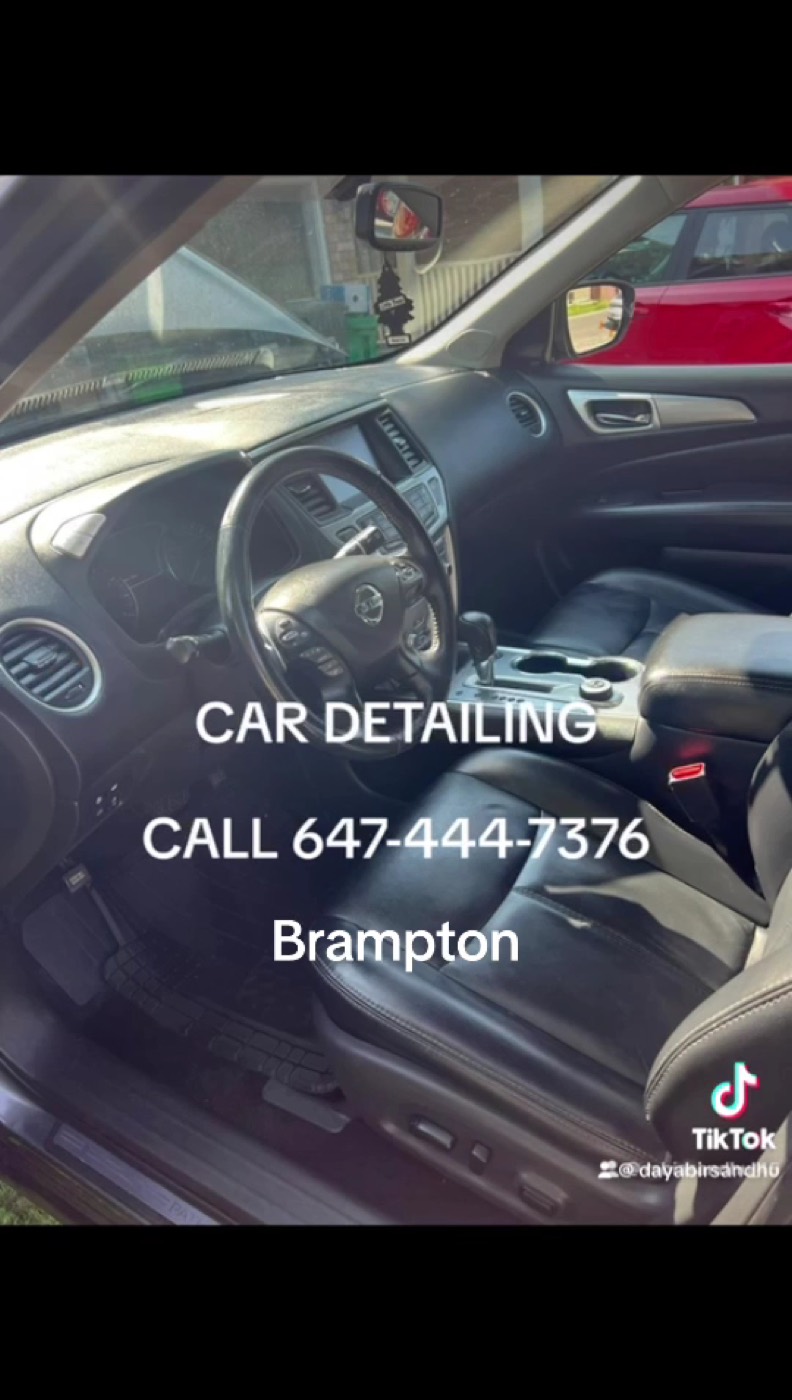 CAR DETAILING
CALL 647-444-7376
Brampton
TikTok
@dayabirsandhu